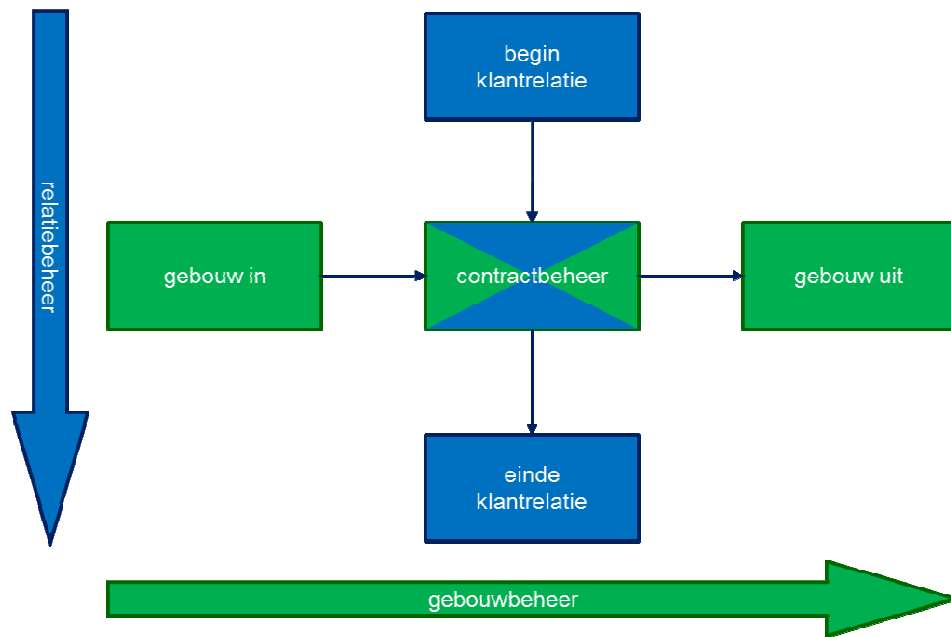 begin
klantrelatie
relatiebeheer
gebouw in
contractbeheer
gebouw uit
einde
klantrelatie
gebouwbeheer